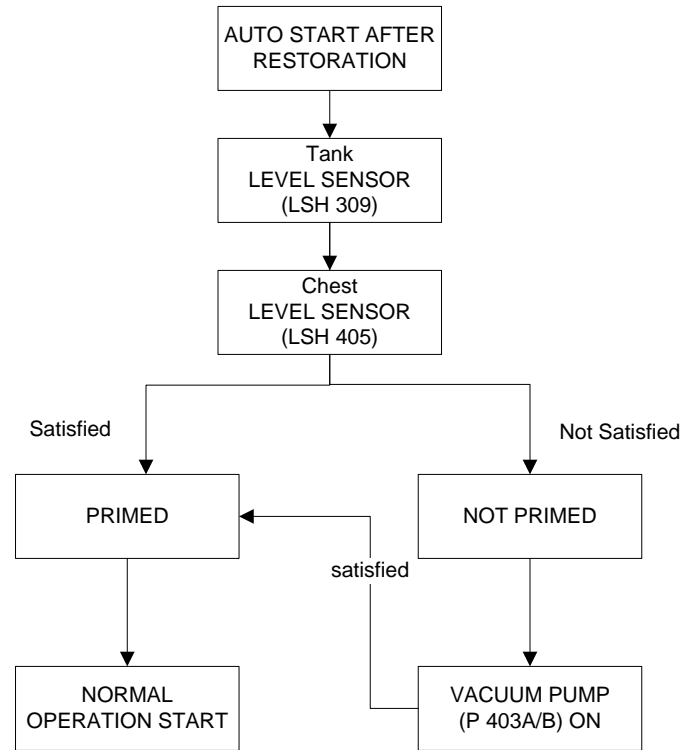 AUTO START AFTER
RESTORATION
Tank
LEVEL SENSOR
(LSH 309)
Chest
LEVEL SENSOR
(LSH 405)
Satisfied
Not Satisfied
PRIMED
NOT PRIMED
satisfied
NORMAL
OPERATION START
VACUUM PUMP
(P 403A/B) ON